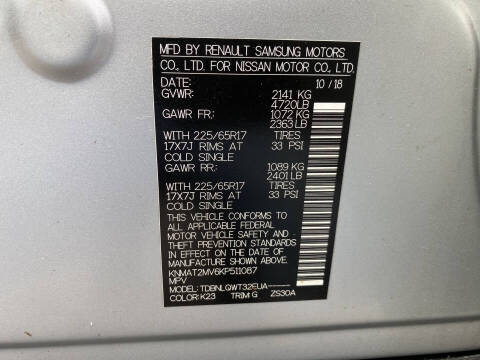 MFD BY RENAULT SAMSUNG MOTORS
CO., LTD. FOR NISSAN MOTOR CO., LTD.
DATE: 10 / 18
GVWR: 2141 KG
4720LB
GAWR FR: 1072 KG
2363LB
WITH 225/65R17 TIRES
17X7J RIMS AT 33 PSI
COLD SINGLE
GAWR RR: 1089 KG
2401LB
WITH 225/65R17 TIRES
17X7J RIMS AT 33 PSI
COLD SINGLE
THIS VEHICLE CONFORMS TO
ALL APPLICABLE FEDERAL
MOTOR VEHICLE SAFETY AND
THEFT PREVENTION STANDARDS
IN EFFECT ON THE DATE OF
MANUFACTURE SHOWN ABOVE.
KNMAT2MV6KP511087
MPV
MODEL: TDBNLQWT32EUA-----
COLOR: K23 TRIM G ZS30A